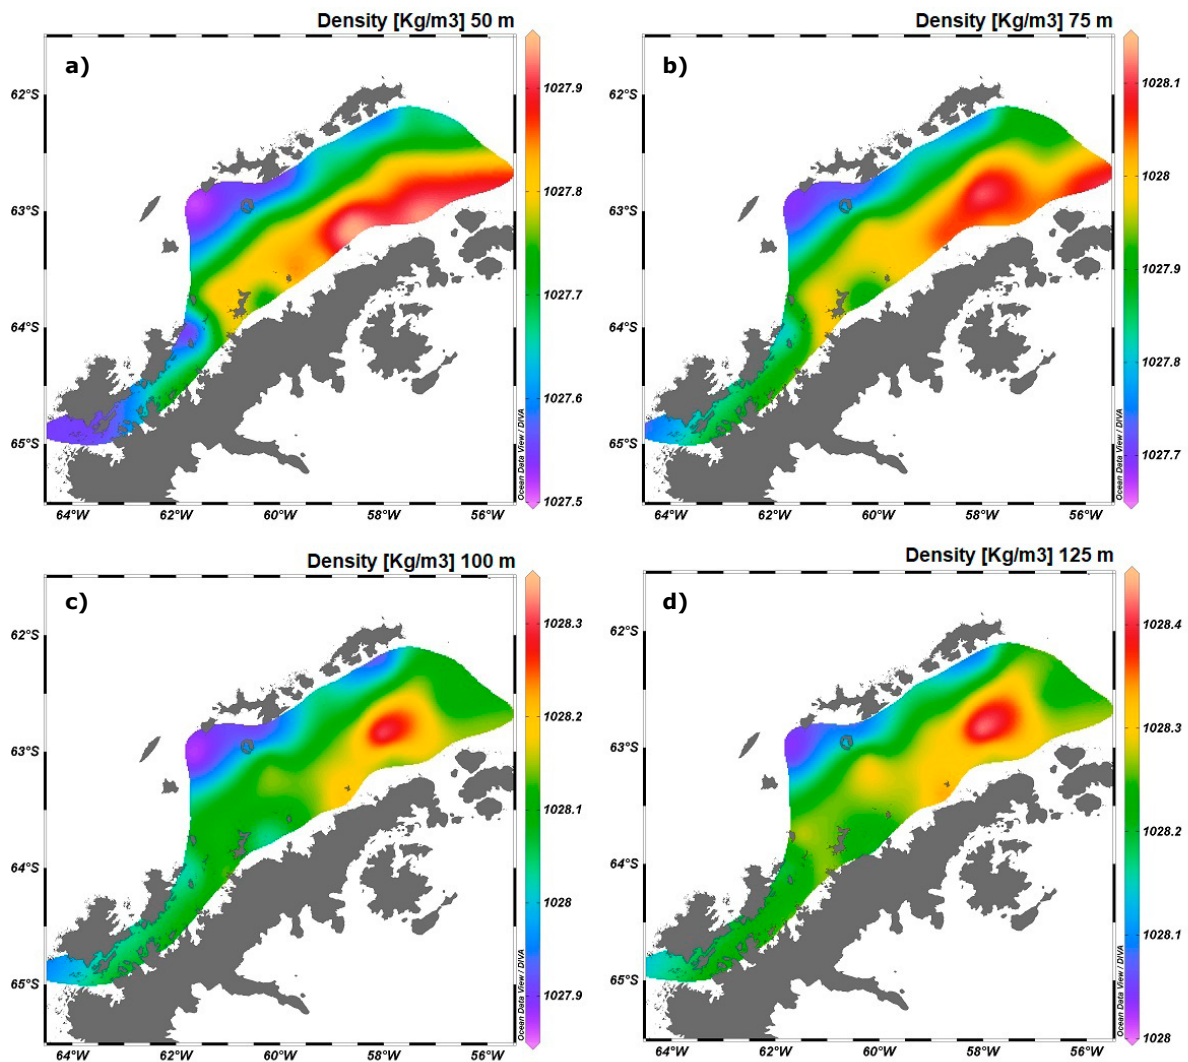 Density [Kg/m3] 50 m
a)
62°S
63°S
64°S
65°S
64°W
62°W
60°W
58°W
56°W
1027.9
1027.8
1027.7
1027.6
1027.5
Ocean Data View / DIVA
Density [Kg/m3] 75 m
b)
62°S
63°S
64°S
65°S
64°W
62°W
60°W
58°W
56°W
1028.1
1028
1027.9
1027.8
1027.7
Ocean Data View / DIVA
Density [Kg/m3] 100 m
c)
62°S
63°S
64°S
65°S
64°W
62°W
60°W
58°W
56°W
1028.3
1028.2
1028.1
1028
1027.9
Ocean Data View / DIVA
Density [Kg/m3] 125 m
d)
62°S
63°S
64°S
65°S
64°W
62°W
60°W
58°W
56°W
1028.4
1028.3
1028.2
1028.1
1028
Ocean Data View / DIVA